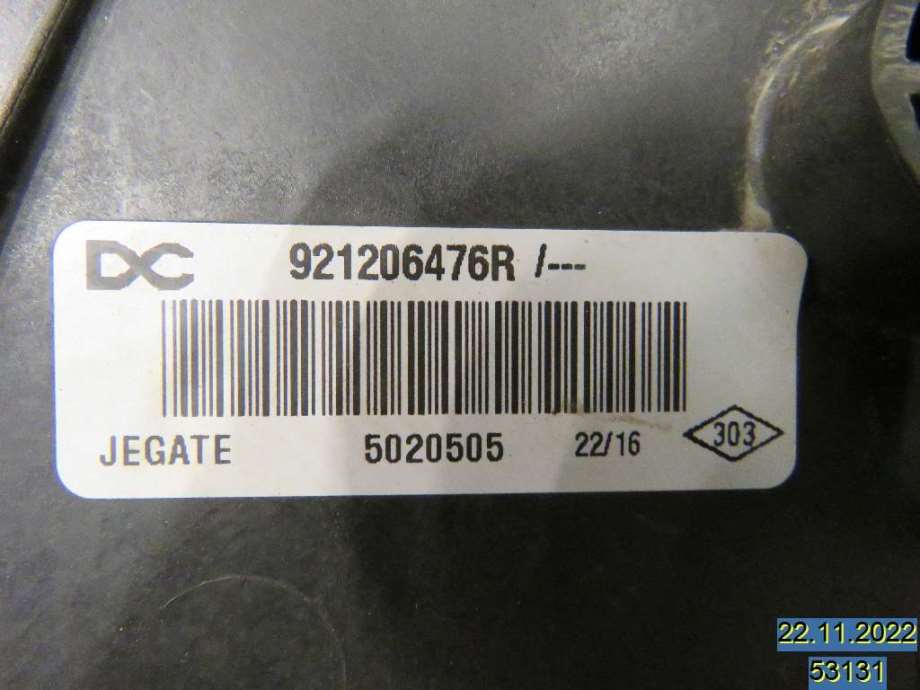 DC 921206476R /---
JEGATE 5020505 22/16 303
22.11.2022
53131